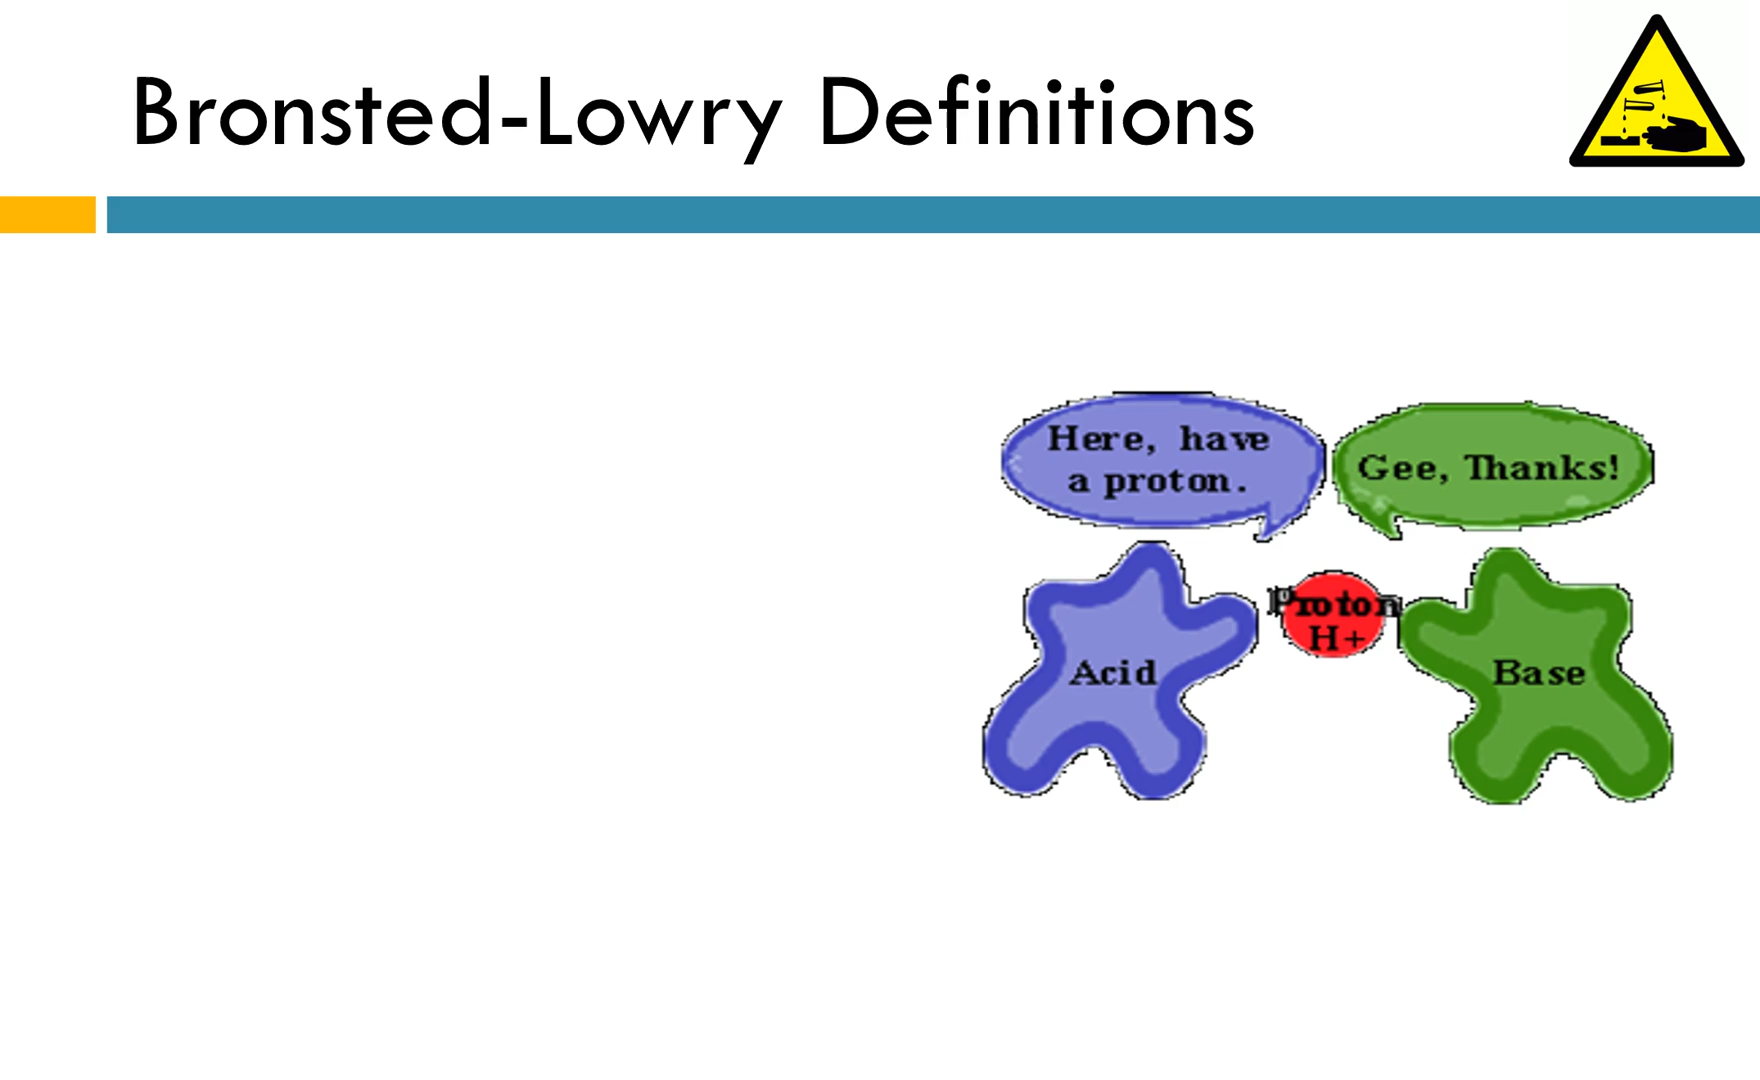 Bronsted-Lowry Definitions
Here, have
a proton.
Gee, Thanks!
Proton
H+
Acid
Base